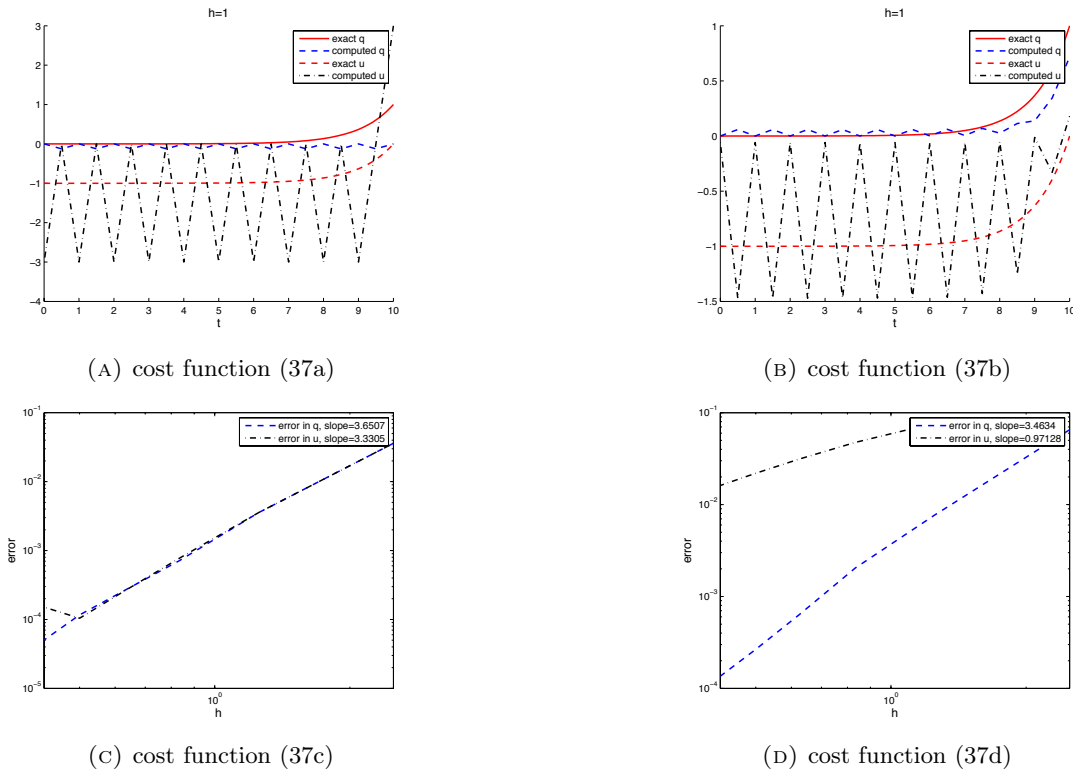 h=1
3
2
1
0
-1
-2
-3
-4
0 1 2 3 4 5 6 7 8 9 10
t
exact q
computed q
exact u
computed u
(A) cost function (37a)
h=1
1
0.5
0
-0.5
-1
-1.5
0 1 2 3 4 5 6 7 8 9 10
t
exact q
computed q
exact u
computed u
(B) cost function (37b)
10^-1
10^-2
10^-3
10^-4
10^-5
error
10^0
h
error in q, slope=3.6507
error in u, slope=3.3305
(C) cost function (37c)
10^-1
10^-2
10^-3
10^-4
error
10^0
h
error in q, slope=3.4634
error in u, slope=0.97128
(D) cost function (37d)